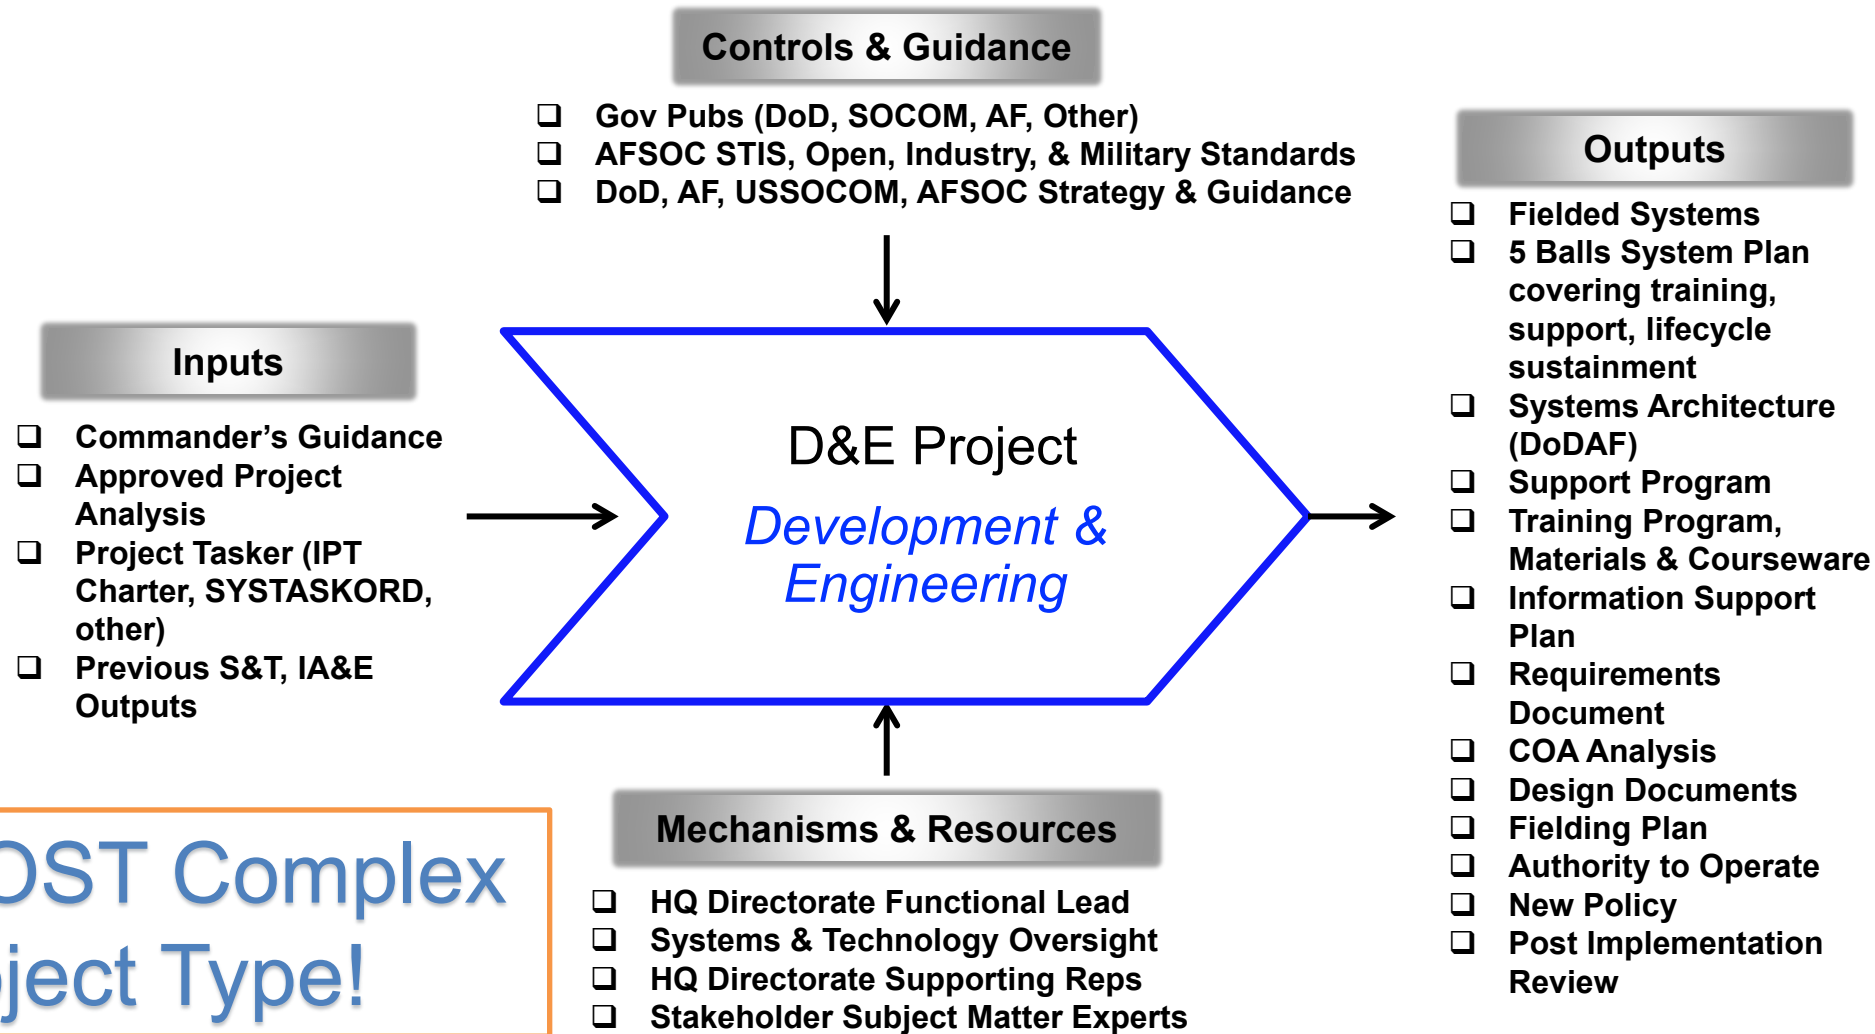 Controls & Guidance
Gov Pubs (DoD, SOCOM, AF, Other)
AFSOC STIS, Open, Industry, & Military Standards
DoD, AF, USSOCOM, AFSOC Strategy & Guidance
Inputs
Commander’s Guidance
Approved Project
Analysis
Project Tasker (IPT
Charter, SYSTASKORD,
other)
Previous S&T, IA&E
Outputs
D&E Project
Development &
Engineering
Outputs
Fielded Systems
5 Balls System Plan
covering training,
support, lifecycle
sustainment
Systems Architecture
(DoDAF)
Support Program
Training Program,
Materials & Courseware
Information Support
Plan
Requirements
Document
COA Analysis
Design Documents
Fielding Plan
Authority to Operate
New Policy
Post Implementation
Review
Mechanisms & Resources
HQ Directorate Functional Lead
Systems & Technology Oversight
HQ Directorate Supporting Reps
Stakeholder Subject Matter Experts
Complex
Type!